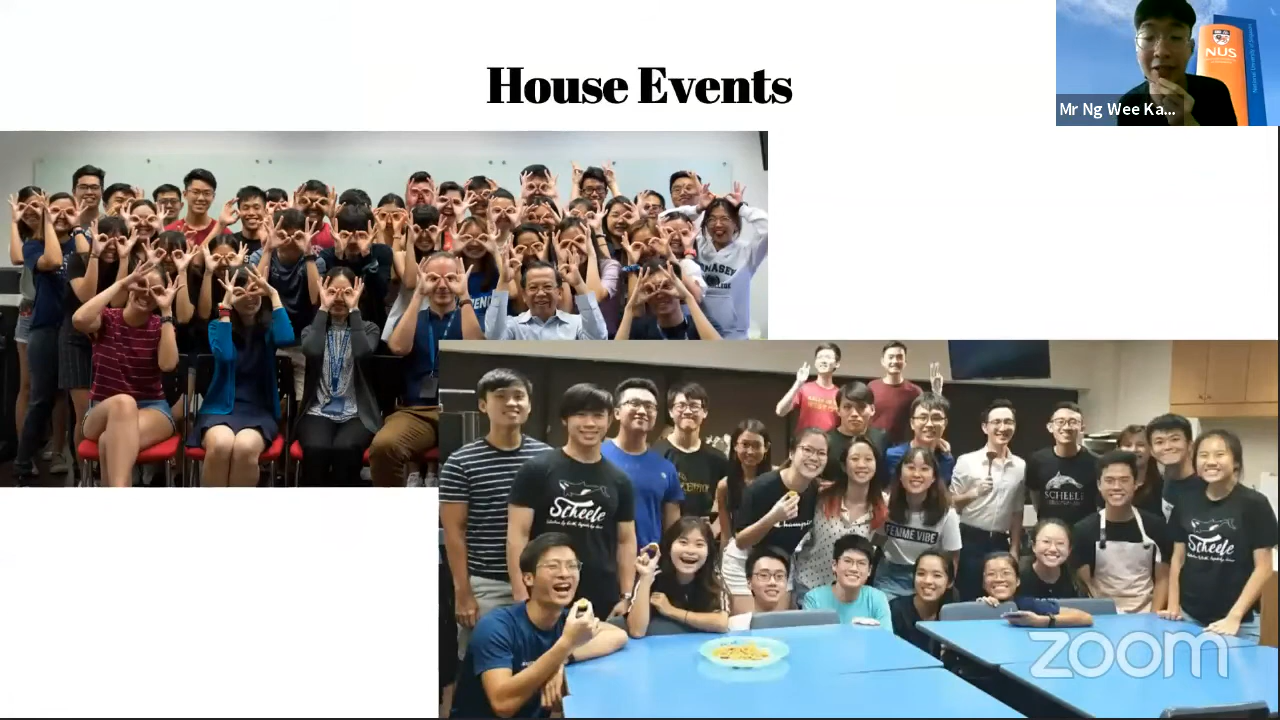 House Events
NUS
Mr Ng Wee Ka...
Scheele
SCHEELE
FEMME VIBE
Scheele
zoom